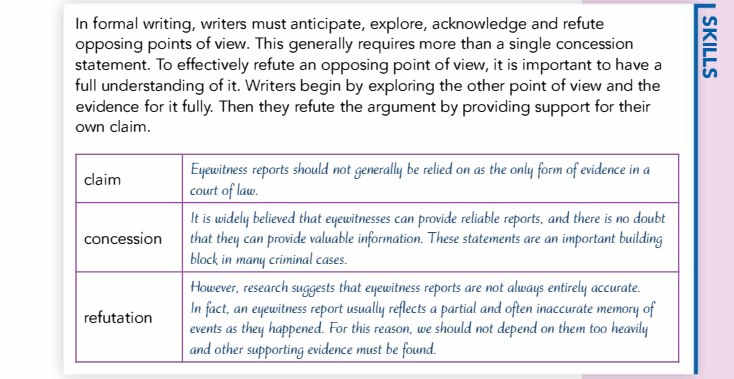 In formal writing, writers must anticipate, explore, acknowledge and refute
opposing points of view. This generally requires more than a single concession
statement. To effectively refute an opposing point of view, it is important to have a
full understanding of it. Writers begin by exploring the other point of view and the
evidence for it fully. Then they refute the argument by providing support for their
own claim.
claim
Eyewitness reports should not generally be relied on as the only form of evidence in a
court of law.
concession
It is widely believed that eyewitnesses can provide reliable reports, and there is no doubt
that they can provide valuable information. These statements are an important building
block in many criminal cases.
refutation
However, research suggests that eyewitness reports are not always entirely accurate.
In fact, an eyewitness report usually reflects a partial and often inaccurate memory of
events as they happened. For this reason, we should not depend on them too heavily
and other supporting evidence must be found.
SKILLS